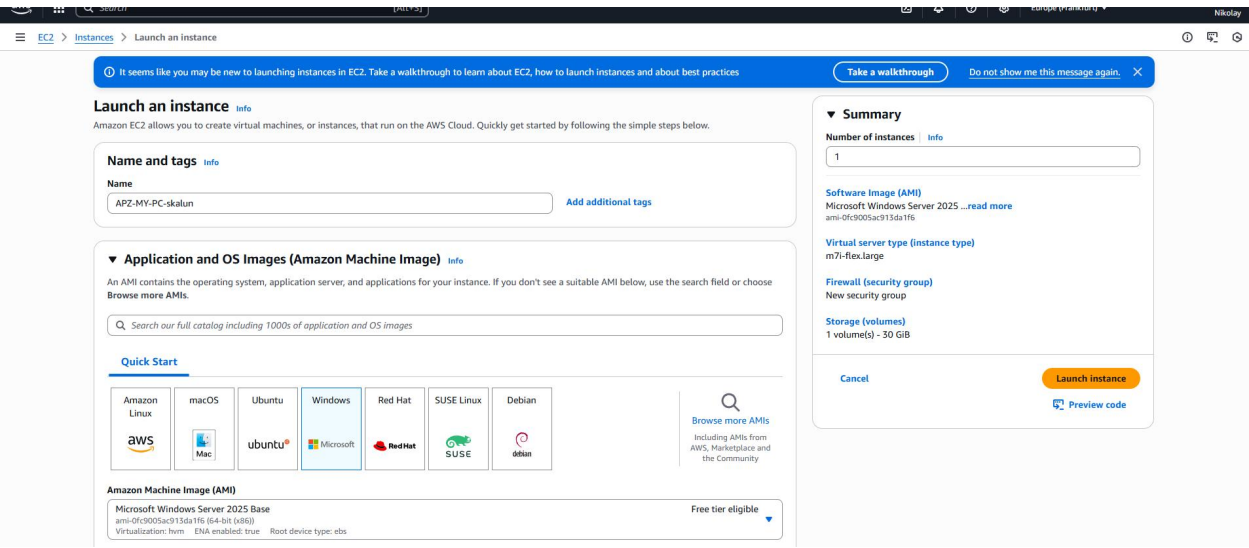 Search [Alt+S] Europe (Frankfurt)
Nikolay
EC2 > Instances > Launch an instance
It seems like you may be new to launching instances in EC2. Take a walkthrough to learn about EC2, how to launch instances and about best practices
Take a walkthrough
Do not show me this message again.
Launch an instance Info
Amazon EC2 allows you to create virtual machines, or instances, that run on the AWS Cloud. Quickly get started by following the simple steps below.
Name and tags Info
Name
APZ-MY-PC-skalun
Add additional tags
Application and OS Images (Amazon Machine Image) Info
An AMI contains the operating system, application server, and applications for your instance. If you don't see a suitable AMI below, use the search field or choose
Browse more AMIs.
Search our full catalog including 1000s of application and OS images
Quick Start
Amazon
Linux
aws
macOS
Mac
Ubuntu
ubuntu
Windows
Microsoft
Red Hat
Red Hat
SUSE Linux
SUSE
Debian
debian
Browse more AMIs
Including AMIs from
AWS, Marketplace and
the Community
Amazon Machine Image (AMI)
Microsoft Windows Server 2025 Base
Free tier eligible
ami-0fc9005ac913da1f6 (64-bit (x86))
Virtualization: hvm ENA enabled: true Root device type: ebs
Summary
Number of instances Info
1
Software Image (AMI)
Microsoft Windows Server 2025 ...read more
ami-0fc9005ac913da1f6
Virtual server type (instance type)
m7i-flex.large
Firewall (security group)
New security group
Storage (volumes)
1 volume(s) - 30 GiB
Cancel
Launch instance
Preview code